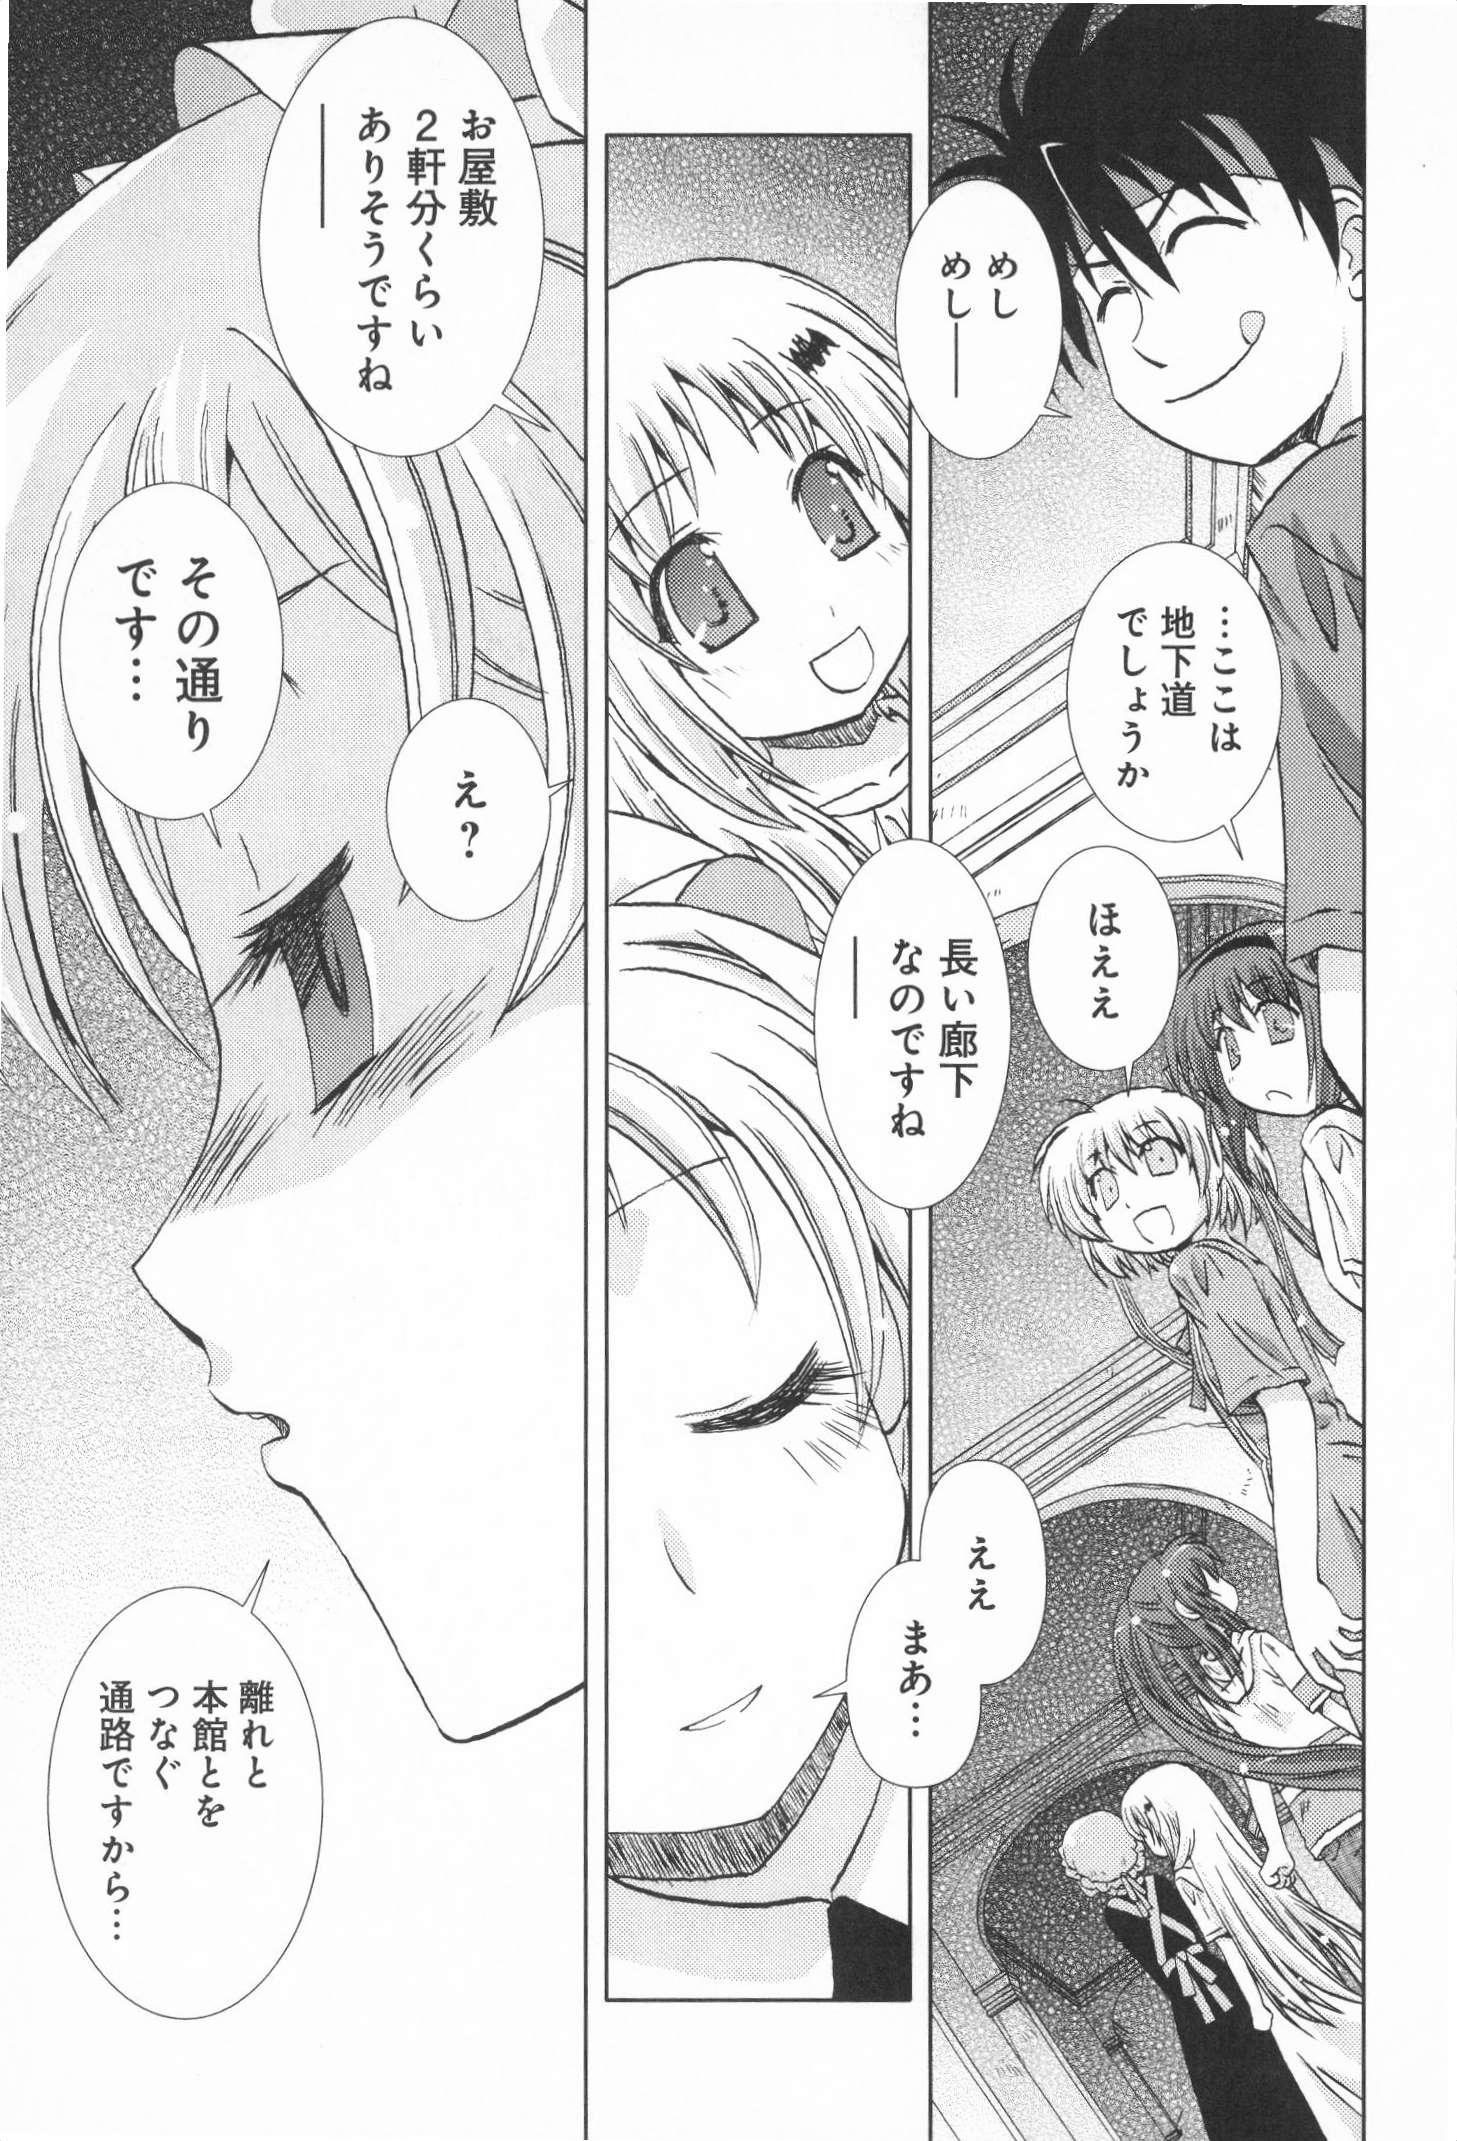 めし
めし――
…ここは
地下道
でしょうか
ほええ
長い廊下
なのですね
――
ええ
まあ…
お屋敷
2軒分くらい
ありそうですね
――
え?
その通り
です…
離れと
本館とを
つなぐ
通路ですから…